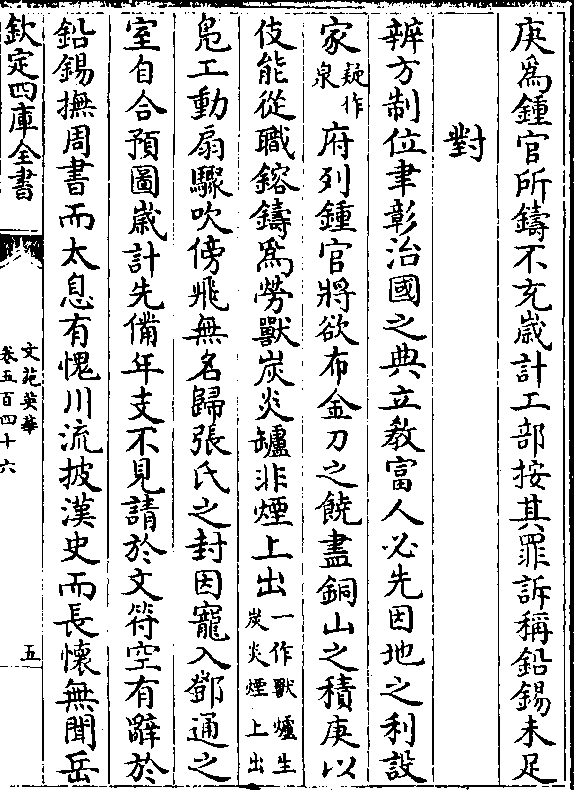 庚為鍾官所鑄不充嵗計工部按其罪訴稱鉛錫未足
對
辨方制位聿彰治國之典立教富人必先因地之利設
家疑作泉府列鍾官將欲布金刀之饒盡銅山之積庚以
伎能從職鎔鑄為勞獸炭炎罏非煙上出一作獸爐生炭炎煙上出
鳬工動扇驟吹傍飛無名歸張氏之封因寵入鄧通之
室自合預圖嵗計先備年支不見請於文符空有辭於
鉛錫撫周書而太息有愧川流披漢史而長懷無聞岳
欽定四庫全書
文苑英華
卷五百四十六
五